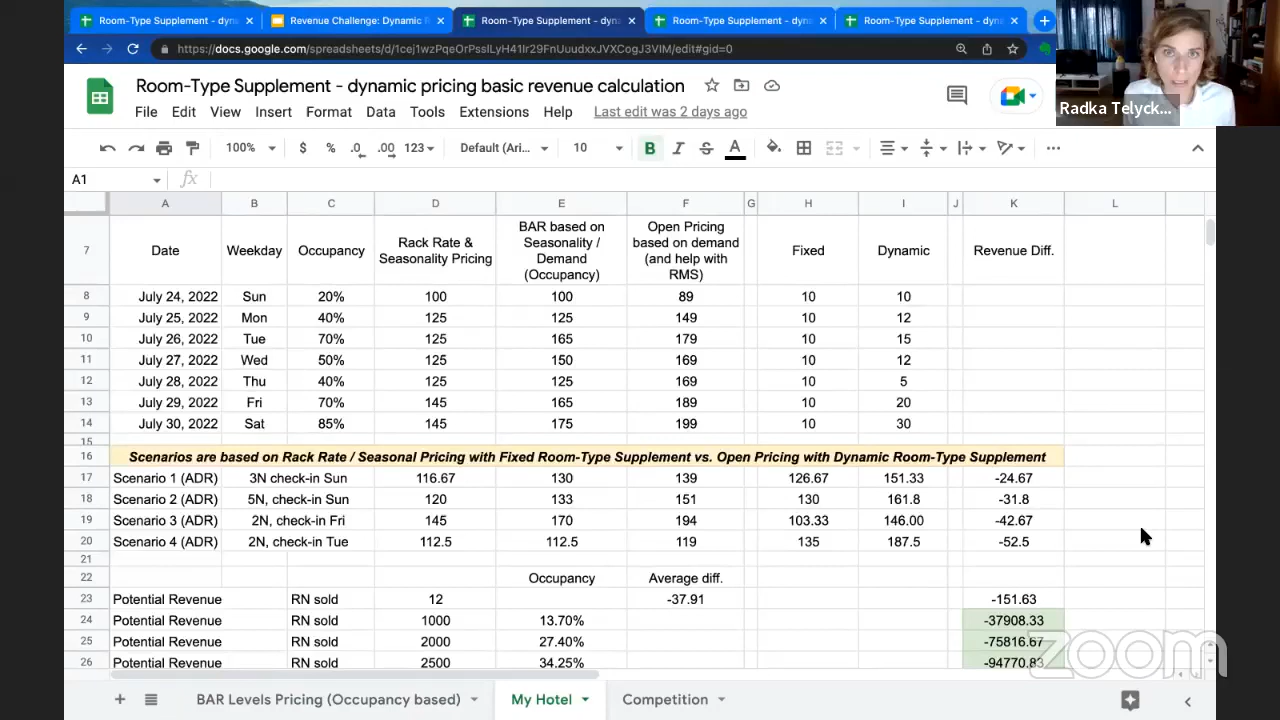 Room-Type Supplement - dyna
Revenue Challenge: Dynamic R
Room-Type Supplement - dyna
Room-Type Supplement - dyna
Room-Type Supplement - dyna
Room-Type Supplement - dynamic pricing basic revenue calculation
File Edit View Insert Format Data Tools Extensions Help Last edit was 2 days ago
Radka Telyck...
100% $ % .0 .00 123 Default (Ari... 10 B I S A
A1 fx
A B C D E F G H I J K L
7 Date Weekday Occupancy Rack Rate & Seasonality Pricing BAR based on Seasonality / Demand (Occupancy) Open Pricing based on demand (and help with RMS) Fixed Dynamic Revenue Diff.
8 July 24, 2022 Sun 20% 100 100 89 10 10
9 July 25, 2022 Mon 40% 125 125 149 10 12
10 July 26, 2022 Tue 70% 125 165 179 10 15
11 July 27, 2022 Wed 50% 125 150 169 10 12
12 July 28, 2022 Thu 40% 125 125 169 10 5
13 July 29, 2022 Fri 70% 145 165 189 10 20
14 July 30, 2022 Sat 85% 145 175 199 10 30
15
16 Scenarios are based on Rack Rate / Seasonal Pricing with Fixed Room-Type Supplement vs. Open Pricing with Dynamic Room-Type Supplement
17 Scenario 1 (ADR) 3N check-in Sun 116.67 130 139 126.67 151.33 -24.67
18 Scenario 2 (ADR) 5N, check-in Sun 120 133 151 130 161.8 -31.8
19 Scenario 3 (ADR) 2N, check-in Fri 145 170 194 103.33 146.00 -42.67
20 Scenario 4 (ADR) 2N, check-in Tue 112.5 112.5 119 135 187.5 -52.5
21
22 Occupancy Average diff.
23 Potential Revenue RN sold 12 -37.91 -151.63
24 Potential Revenue RN sold 1000 13.70% -37908.33
25 Potential Revenue RN sold 2000 27.40% -75816.67
26 Potential Revenue RN sold 2500 34.25% -94770.83
zoom
BAR Levels Pricing (Occupancy based) My Hotel Competition